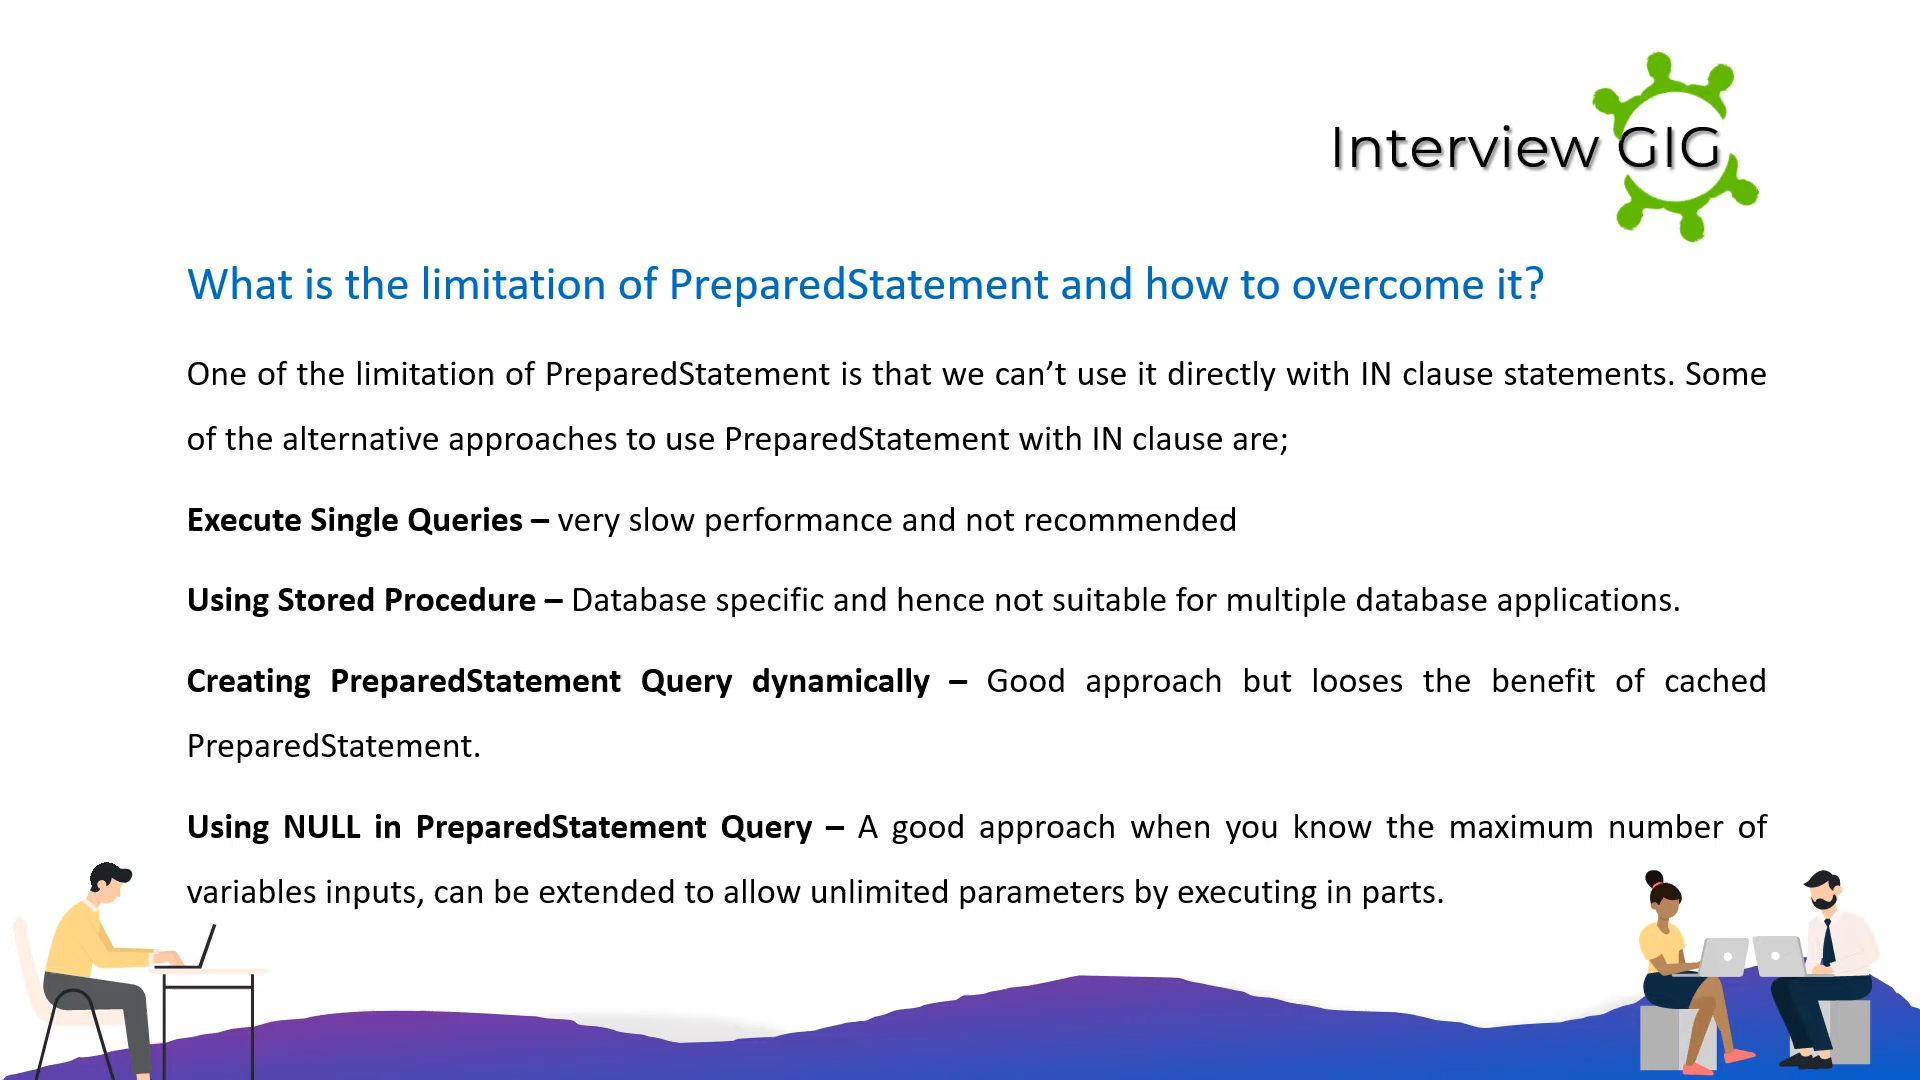 Interview GIG
What is the limitation of PreparedStatement and how to overcome it?
One of the limitation of PreparedStatement is that we can’t use it directly with IN clause statements. Some
of the alternative approaches to use PreparedStatement with IN clause are;
Execute Single Queries – very slow performance and not recommended
Using Stored Procedure – Database specific and hence not suitable for multiple database applications.
Creating PreparedStatement Query dynamically – Good approach but looses the benefit of cached
PreparedStatement.
Using NULL in PreparedStatement Query – A good approach when you know the maximum number of
variables inputs, can be extended to allow unlimited parameters by executing in parts.